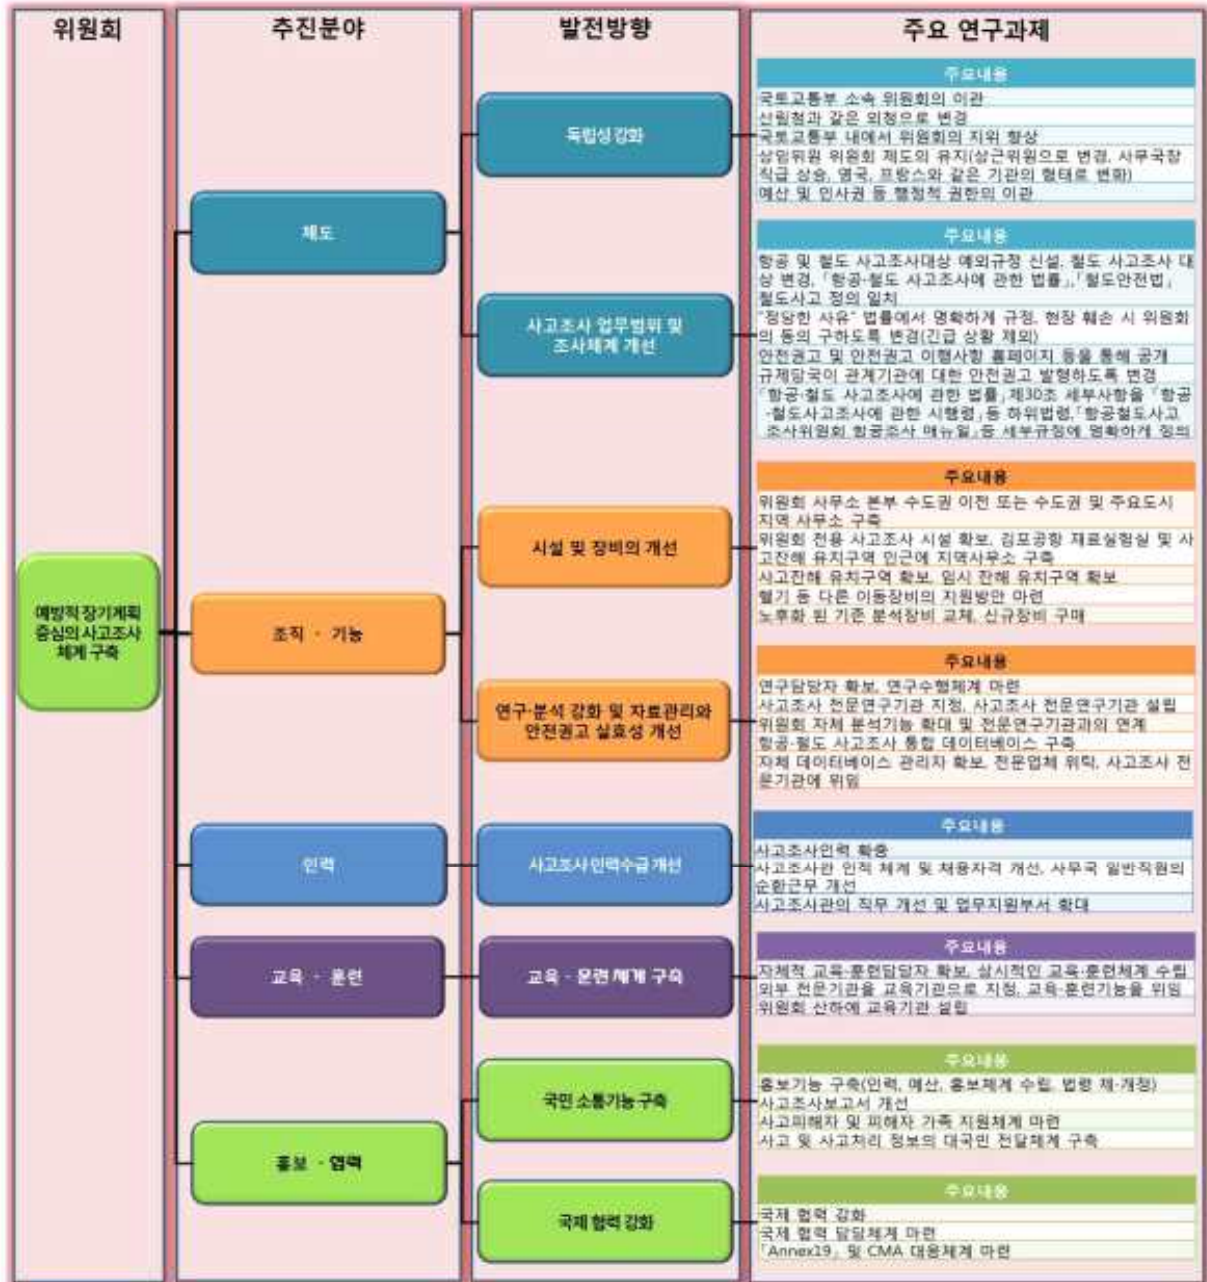 위원회
추진분야
발전방향
주요 연구과제
예방적 장기계획
중심의 사고조사
체계 구축
제도
독립성 강화
주요내용
국토교통부 소속 위원회의 이관
산림청과 같은 외청으로 변경
국토교통부 내에서 위원회의 지위 향상
상임위원 위원회 제도의 유지(상근위원으로 변경, 사무국장
직급 상승, 영국, 프랑스와 같은 기관의 형태로 변화)
예산 및 인사권 등 행정적 권한의 이관
사고조사 업무범위 및
조사체계 개선
주요내용
항공 및 철도 사고조사대상 예외규정 신설, 철도 사고조사 대
상 변경, 「항공·철도 사고조사에 관한 법률」,「철도안전법」
철도사고 정의 일치
"정당한 사유" 법률에서 명확하게 규정, 현장 훼손 시 위원회
의 동의 구하도록 변경(긴급 상황 제외)
안전권고 및 안전권고 이행사항 홈페이지 등을 통해 공개
규제당국이 관계기관에 대한 안전권고 발행하도록 변경
「항공·철도 사고조사에 관한 법률」제30조 세부사항을 「항공
·철도사고조사에 관한 시행령」등 하위법령,「항공철도사고
조사위원회 항공조사 매뉴얼」등 세부규정에 명확하게 정의
조직 · 기능
시설 및 장비의 개선
주요내용
위원회 사무소 본부 수도권 이전 또는 수도권 및 주요도시
지역 사무소 구축
위원회 전용 사고조사 시설 확보, 김포공항 재료실험실 및 사
고잔해 유치구역 인근에 지역사무소 구축
사고잔해 유치구역 확보, 임시 잔해 유치구역 확보
헬기 등 다른 이동장비의 지원방안 마련
노후화 된 기존 분석장비 교체, 신규장비 구매
연구·분석 강화 및 자료관리와
안전권고 실효성 개선
주요내용
연구담당자 확보, 연구수행체계 마련
사고조사 전문연구기관 지정, 사고조사 전문연구기관 설립
위원회 자체 분석기능 확대 및 전문연구기관과의 연계
항공·철도 사고조사 통합 데이터베이스 구축
자체 데이터베이스 관리자 확보, 전문업체 위탁, 사고조사 전
문기관에 위임
인력
사고조사 인력수급 개선
주요내용
사고조사인력 확충
사고조사관 인적 체계 및 채용자격 개선, 사무국 일반직원의
순환근무 개선
사고조사관의 직무 개선 및 업무지원부서 확대
교육 · 훈련
교육 · 훈련 체계 구축
주요내용
자체적 교육·훈련담당자 확보, 상시적인 교육·훈련체계 수립
외부 전문기관을 교육기관으로 지정, 교육·훈련기능을 위임
위원회 산하에 교육기관 설립
홍보 · 협력
국민 소통기능 구축
주요내용
홍보기능 구축(인력, 예산, 홍보체계 수립, 법령 제·개정)
사고조사보고서 개선
사고피해자 및 피해자 가족 지원체계 마련
사고 및 사고처리 정보의 대국민 전달체계 구축
국제 협력 강화
주요내용
국제 협력 강화
국제 협력 담당체계 마련
「Annex19」 및 CMA 대응체계 마련